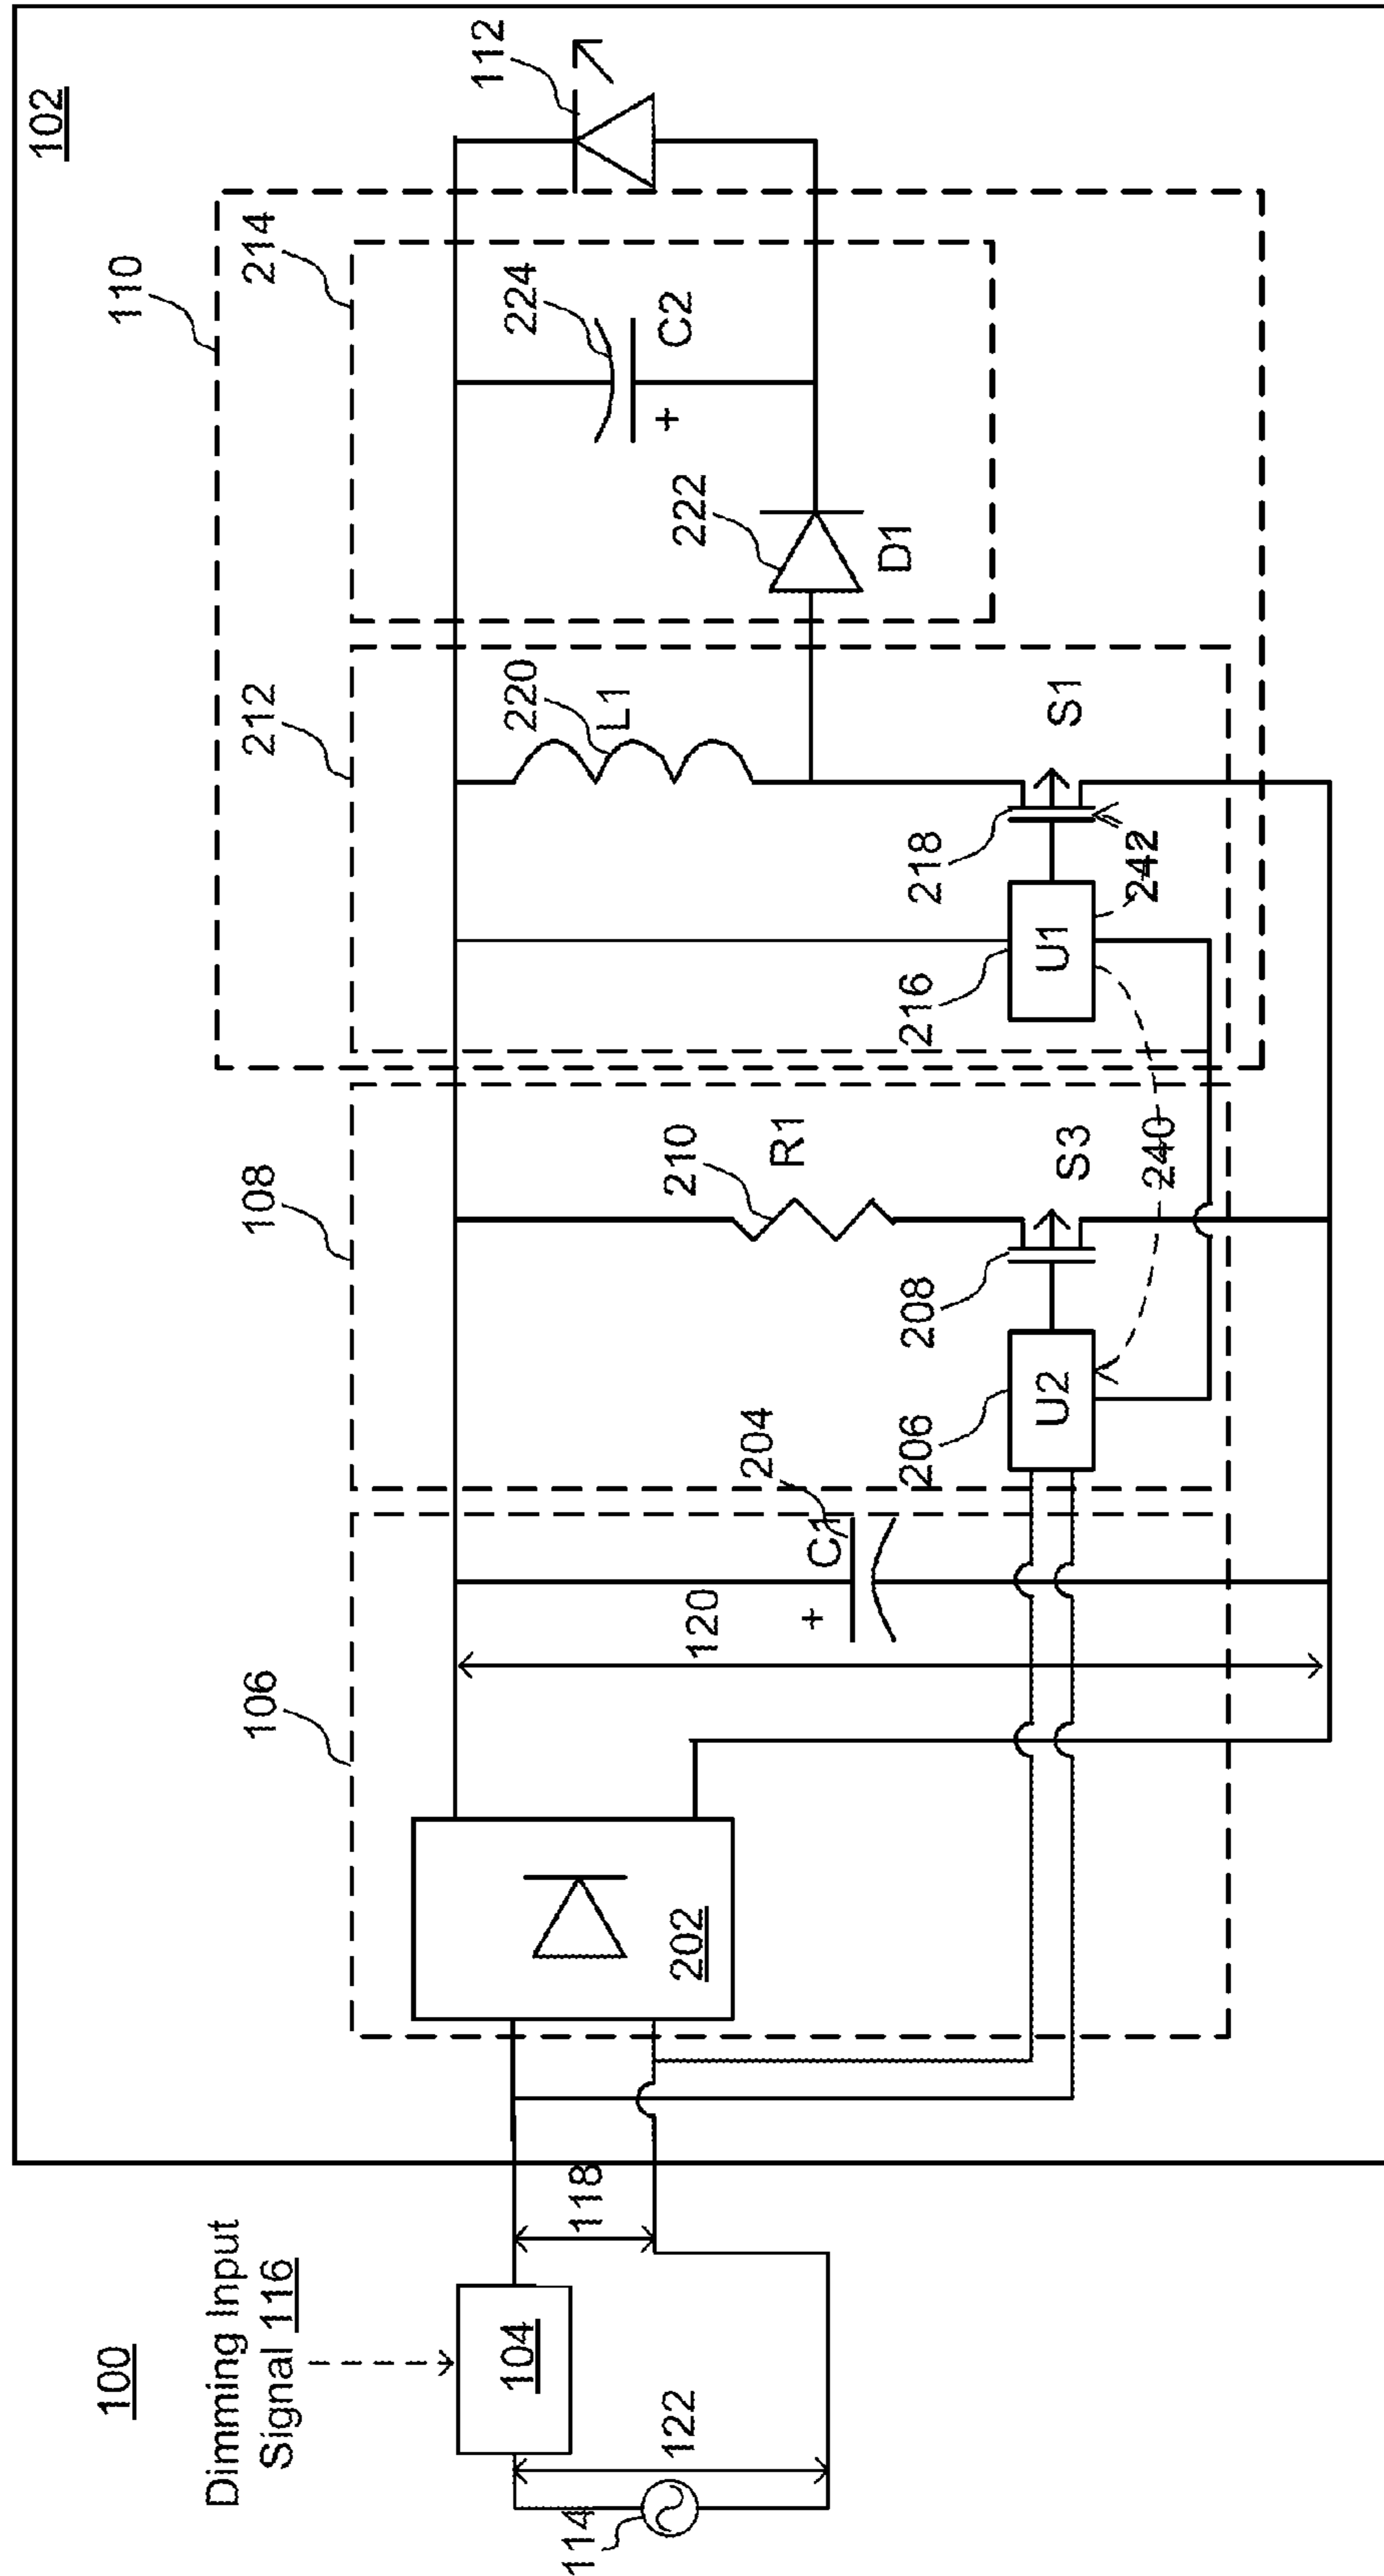 100
102
Dimming Input
Signal 116
104
114
122
118
106
202
120
+
C1
204
108
206
U2
208
S3
210
R1
240
110
212
216
U1
218
242
S1
220
L1
214
222
D1
224
C2
+
112